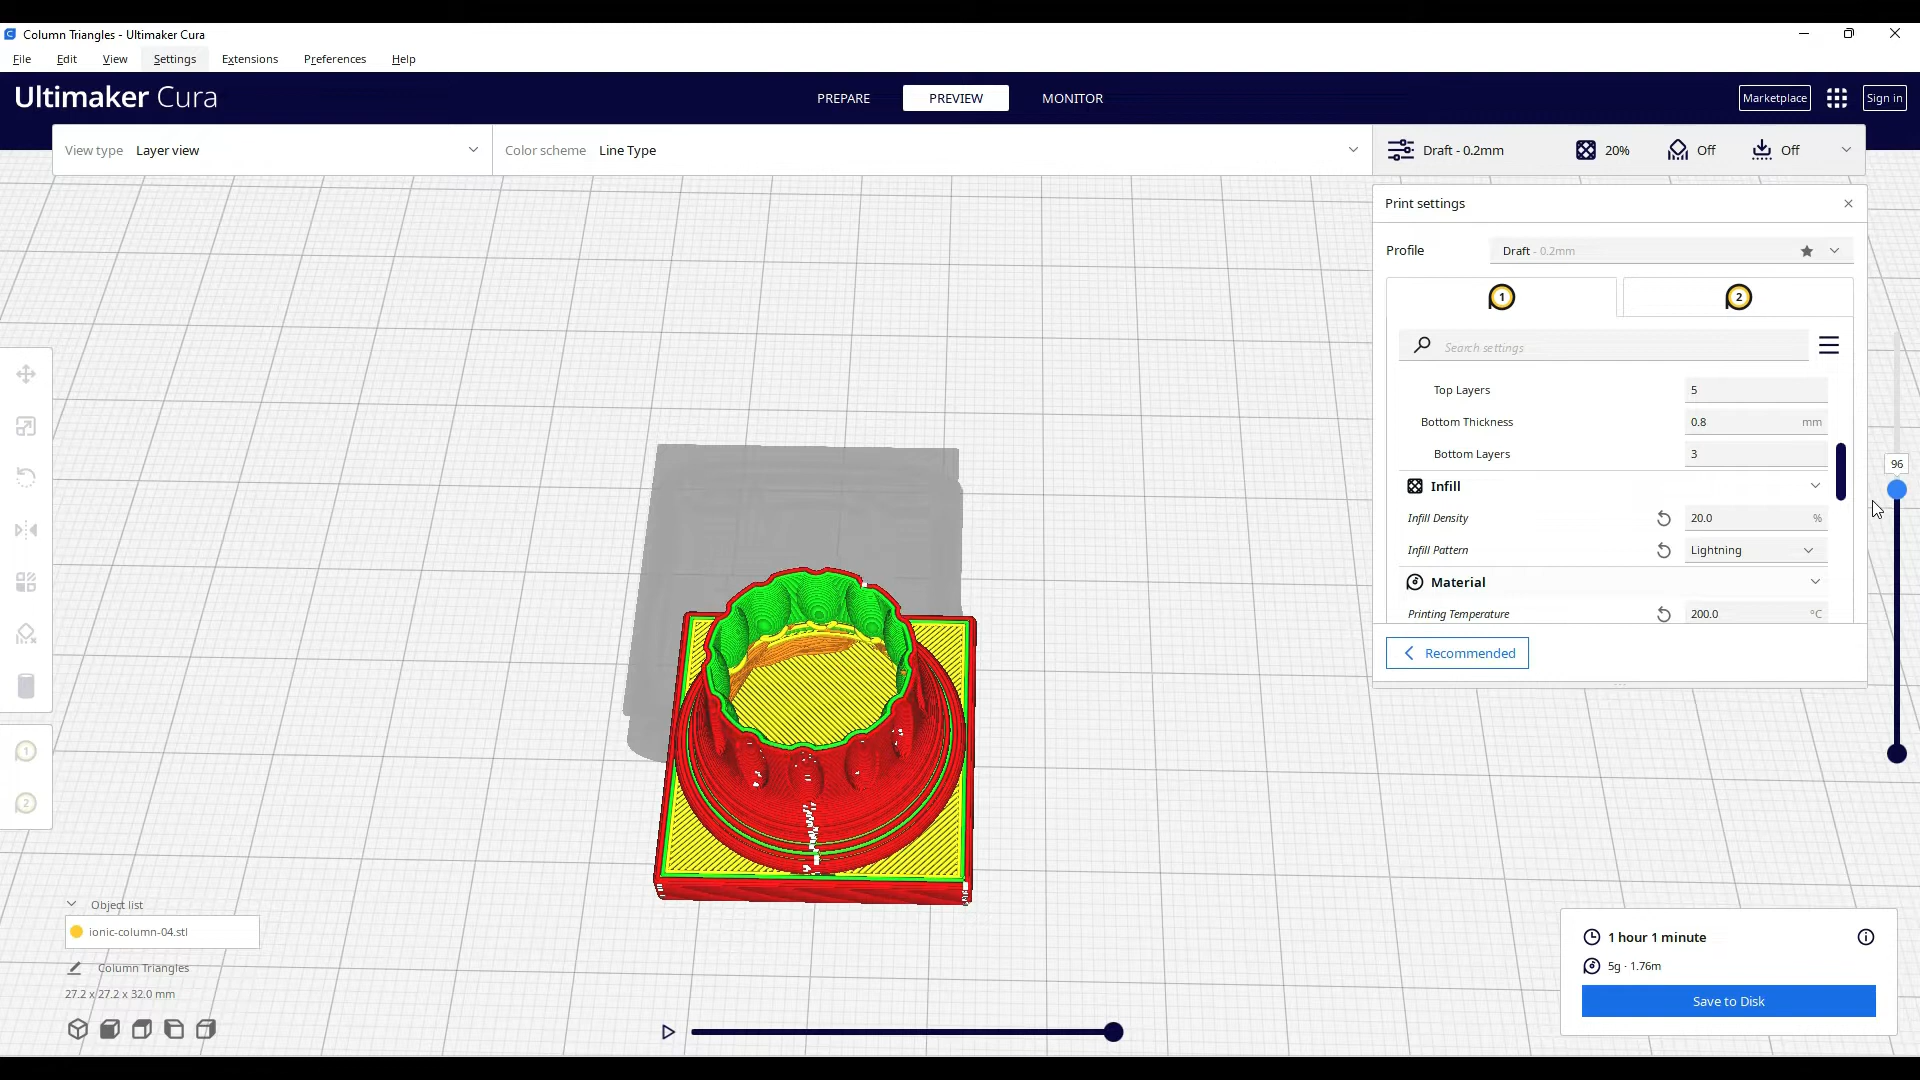 Column Triangles - Ultimaker Cura
File Edit View Settings Extensions Preferences Help
Ultimaker Cura PREPARE PREVIEW MONITOR Marketplace Sign in
View type Layer view Color scheme Line Type Draft - 0.2mm 20% Off Off
Print settings
Profile Draft - 0.2mm
1 2
Search settings
Top Layers 5
Bottom Thickness 0.8 mm
Bottom Layers 3
96
Infill
Infill Density 20.0 %
Infill Pattern Lightning
Material
Printing Temperature 200.0 °C
Recommended
1
2
Object list
ionic-column-04.stl
Column Triangles
27.2 x 27.2 x 32.0 mm
1 hour 1 minute
5g · 1.76m
Save to Disk